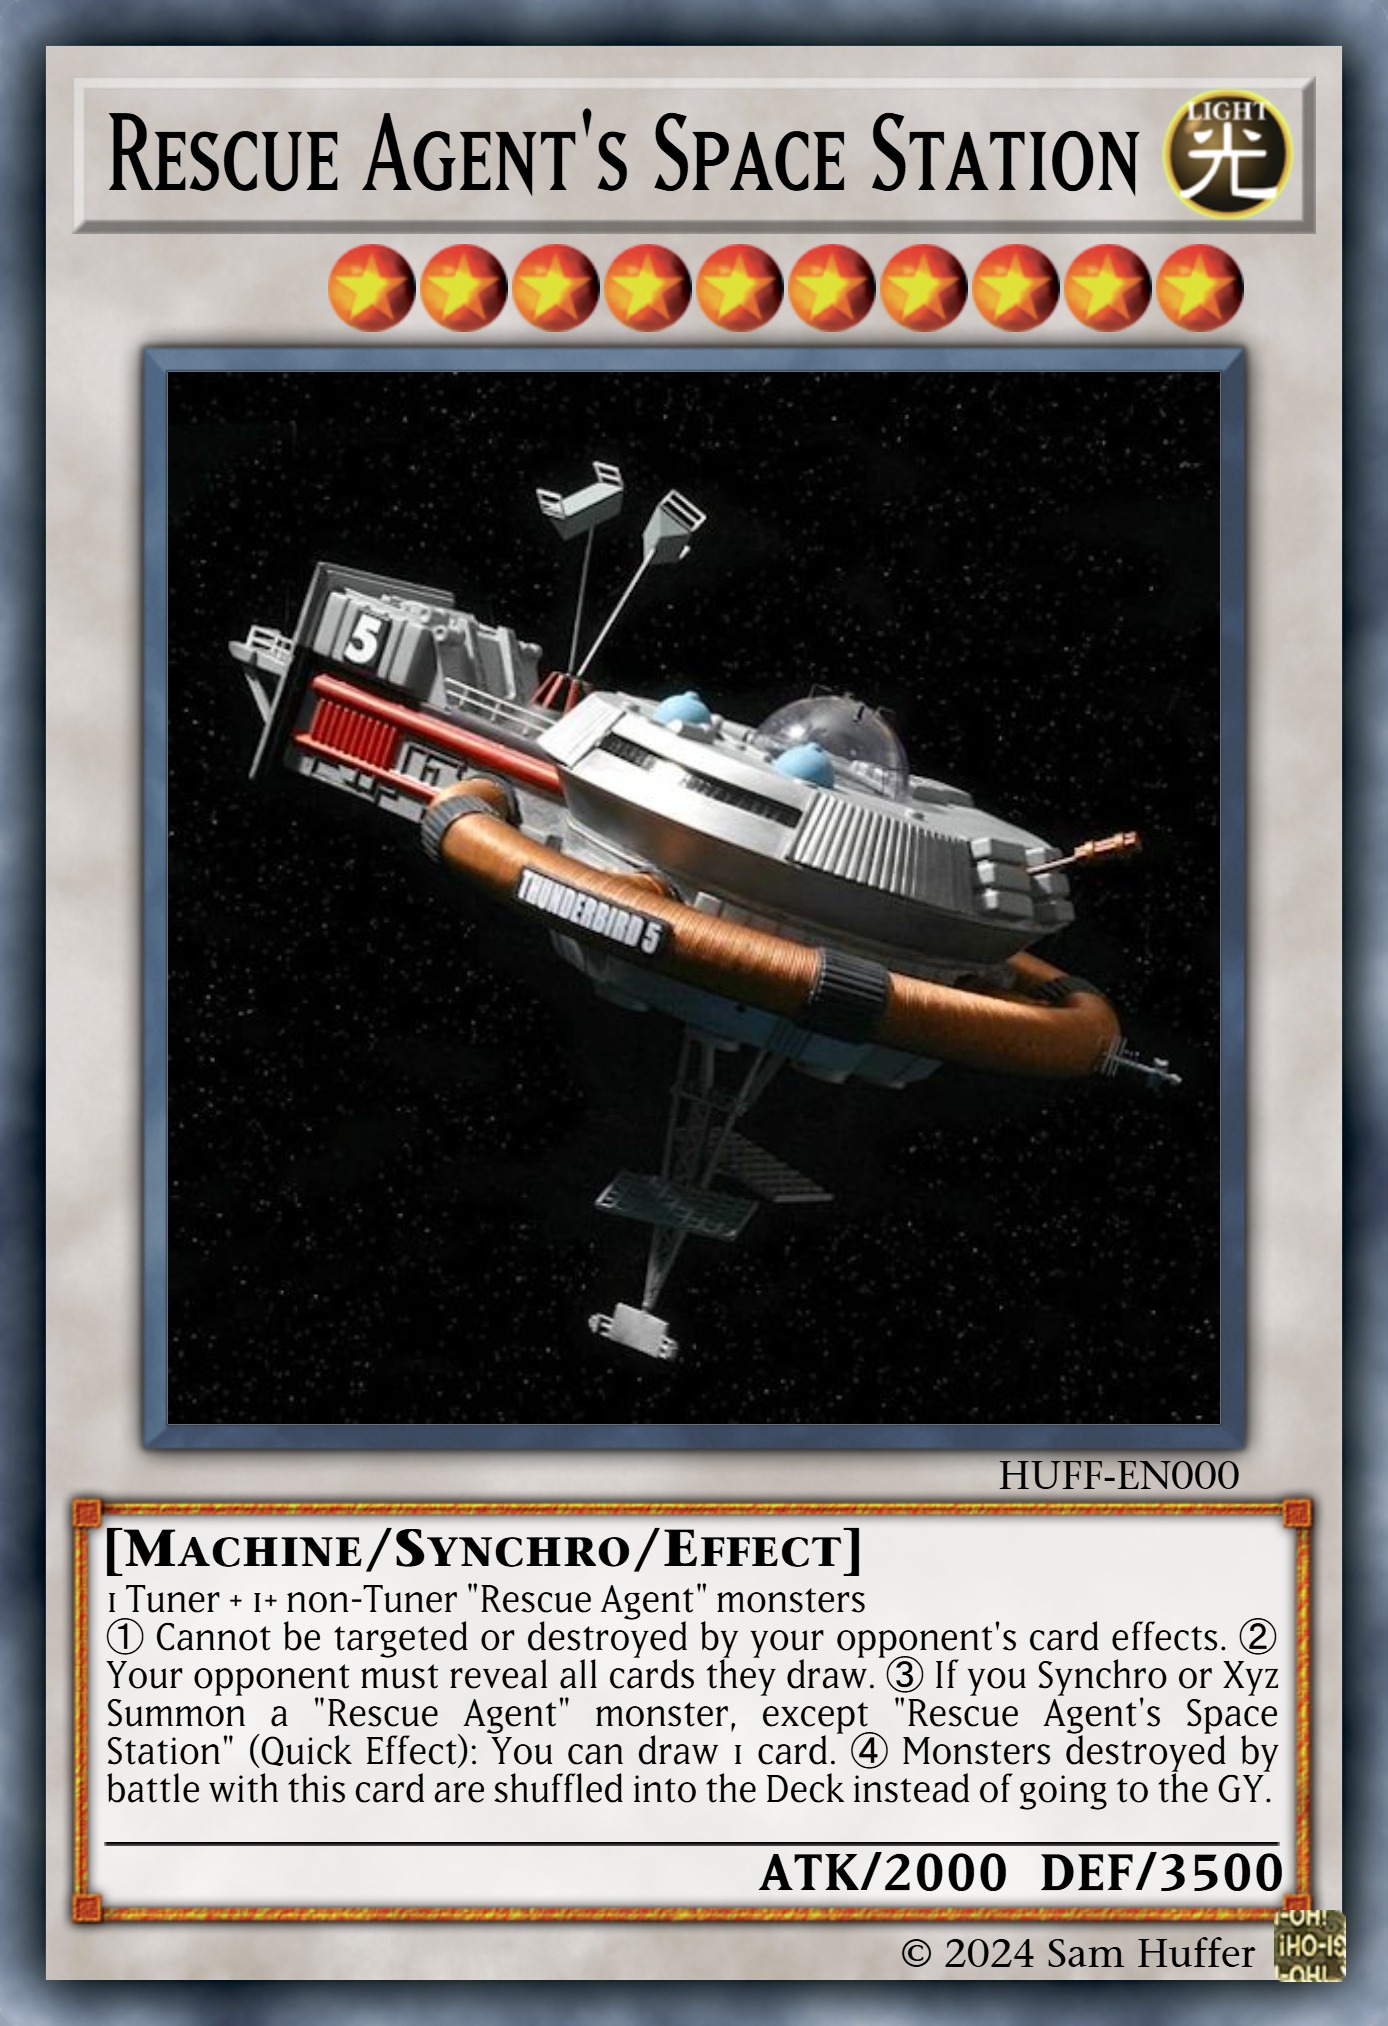 Rescue Agent's Space Station
LIGHT
光
5
THUNDERBIRD 5
HUFF-EN000
[Machine/Synchro/Effect]
1 Tuner + 1+ non-Tuner "Rescue Agent" monsters
① Cannot be targeted or destroyed by your opponent's card effects. ②
Your opponent must reveal all cards they draw. ③ If you Synchro or Xyz
Summon a "Rescue Agent" monster, except "Rescue Agent's Space
Station" (Quick Effect): You can draw 1 card. ④ Monsters destroyed by
battle with this card are shuffled into the Deck instead of going to the GY.
ATK/2000 DEF/3500
© 2024 Sam Huffer